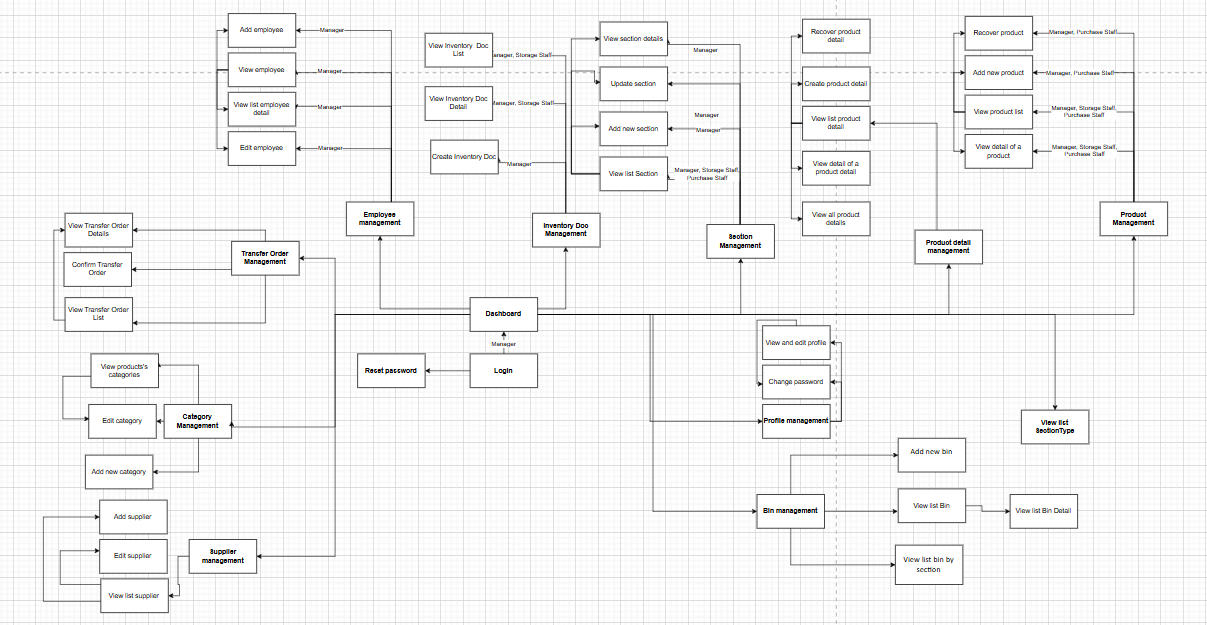 Add employee
Manager
View employee
Manager
View list employee
detail
Manager
Edit employee
Manager
Employee
management
View Inventory Doc
List
anager, Storage Staff
View Inventory Doc
Detail
Manager, Storage Staff
Create Inventory Doc
Manager
Inventory Doc
Management
View section details
Manager
Update section
Manager
Add new section
Manager
View list Section
Manager, Storage Staff,
Purchase Staff
Section
Management
Recover product
detail
Create product detail
View list product
detail
View detail of a
product detail
View all product
details
Product detail
management
Recover product
Manager, Purchase Staff
Add new product
Manager, Purchase Staff
View product list
Manager, Storage Staff,
Purchase Staff
View detail of a
product
Manager, Storage Staff,
Purchase Staff
Product
Management
View Transfer Order
Details
Confirm Transfer
Order
View Transfer Order
List
Transfer Order
Management
Dashboard
Manager
Reset password
Login
View products's
categories
Edit category
Category
Management
Add new category
Add supplier
Edit supplier
Supplier
management
View list supplier
View and edit profile
Change password
Profile management
View list
SectionType
Add new bin
Bin management
View list Bin
View list Bin Detail
View list bin by
section